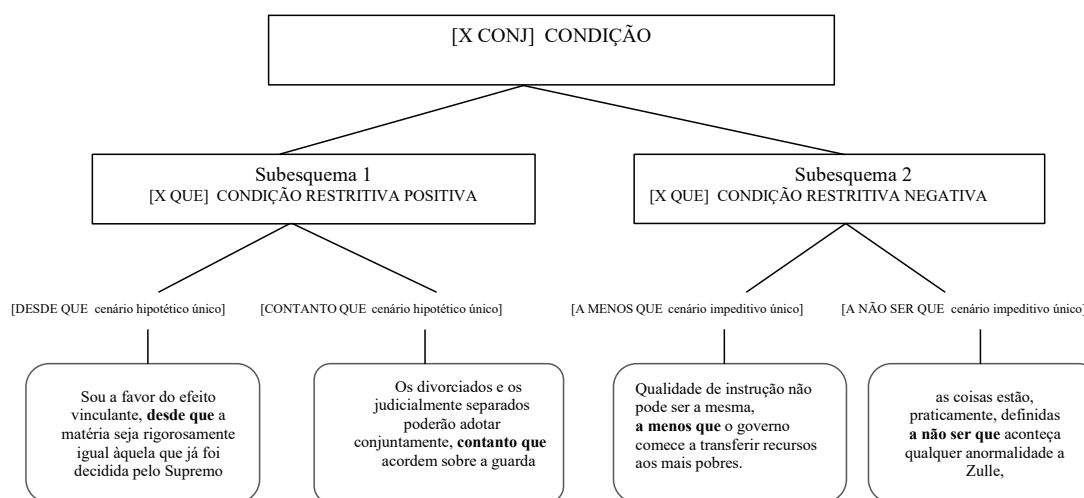 [X CONJ] CONDIÇÃO
Subesquema 1
[X QUE] CONDIÇÃO RESTRITIVA POSITIVA
Subesquema 2
[X QUE] CONDIÇÃO RESTRITIVA NEGATIVA
[DESDE QUE cenário hipotético único]
[CONTANTO QUE cenário hipotético único]
[A MENOS QUE cenário impeditivo único]
[A NÃO SER QUE cenário impeditivo único]
Sou a favor do efeito
vinculante, desde que a
matéria seja rigorosamente
igual àquela que já foi
decidida pelo Supremo
Os divorciados e os
judicialmente separados
poderão adotar
conjuntamente, contanto que
acordem sobre a guarda
Qualidade de instrução não
pode ser a mesma,
a menos que o governo
comece a transferir recursos
aos mais pobres.
as coisas estão,
praticamente, definidas
a não ser que aconteça
qualquer anormalidade a
Zulle,